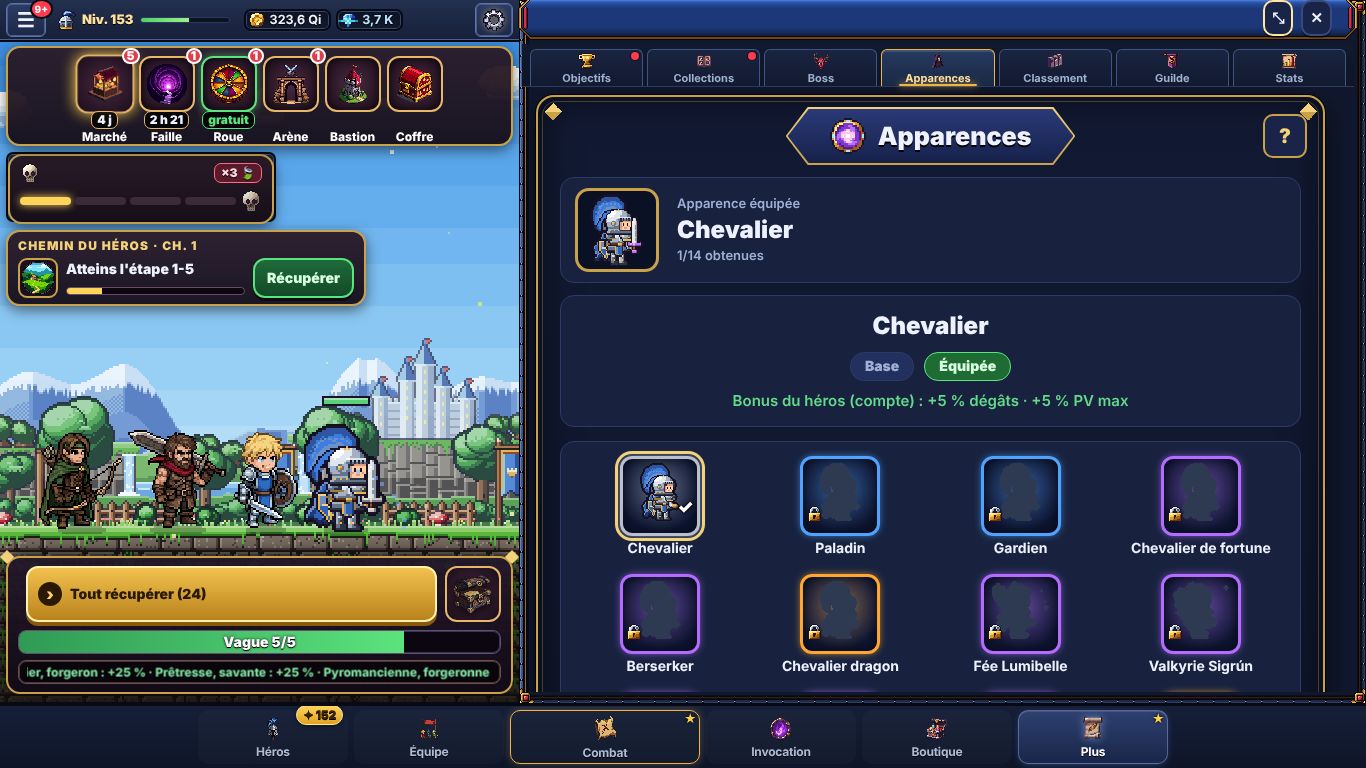 9+
Niv. 153
323,6 Qi
3,7 K
5
1
1
1
4 j
2 h 21
gratuit
Marché
Faille
Roue
Arène
Bastion
Coffre
×3
CHEMIN DU HÉROS · CH. 1
Atteins l'étape 1-5
Récupérer
Tout récupérer (24)
Vague 5/5
er, forgeron : +25 % · Prêtresse, savante : +25 % · Pyromancienne, forgeronne
Objectifs
Collections
Boss
Apparences
Classement
Guilde
Stats
Apparences
?
Apparence équipée
Chevalier
1/14 obtenues
Chevalier
Base
Équipée
Bonus du héros (compte) : +5 % dégâts · +5 % PV max
Chevalier
Paladin
Gardien
Chevalier de fortune
Berserker
Chevalier dragon
Fée Lumibelle
Valkyrie Sigrún
152
Héros
Équipe
Combat
Invocation
Boutique
Plus